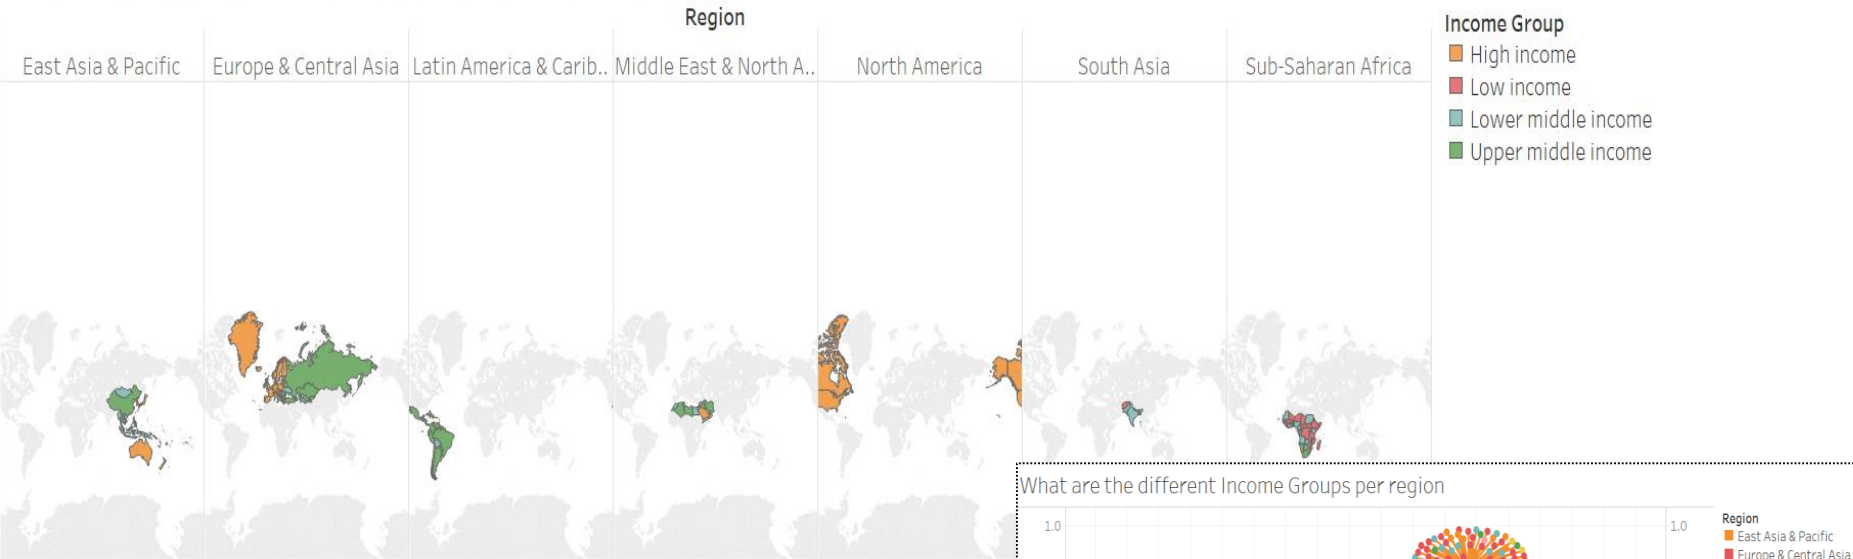 Region
East Asia & Pacific
Europe & Central Asia
Latin America & Carib..
Middle East & North A..
North America
South Asia
Sub-Saharan Africa
Income Group
High income
Low income
Lower middle income
Upper middle income
What are the different Income Groups per region
1.0
1.0
Region
East Asia & Pacific
Europe & Central Asia